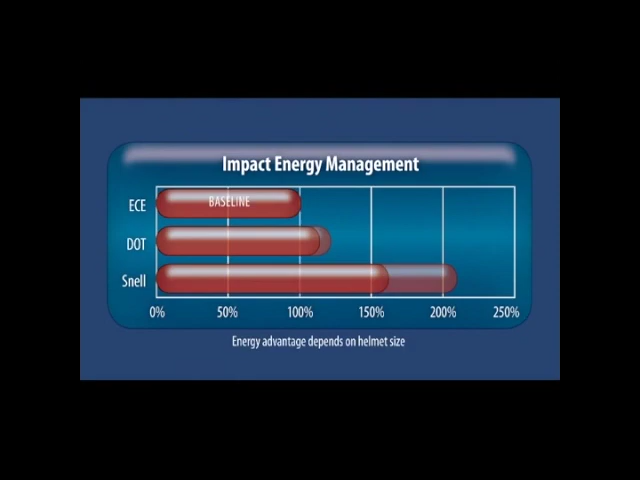 Impact Energy Management
ECE
BASELINE
DOT
Snell
0% 50% 100% 150% 200% 250%
Energy advantage depends on helmet size